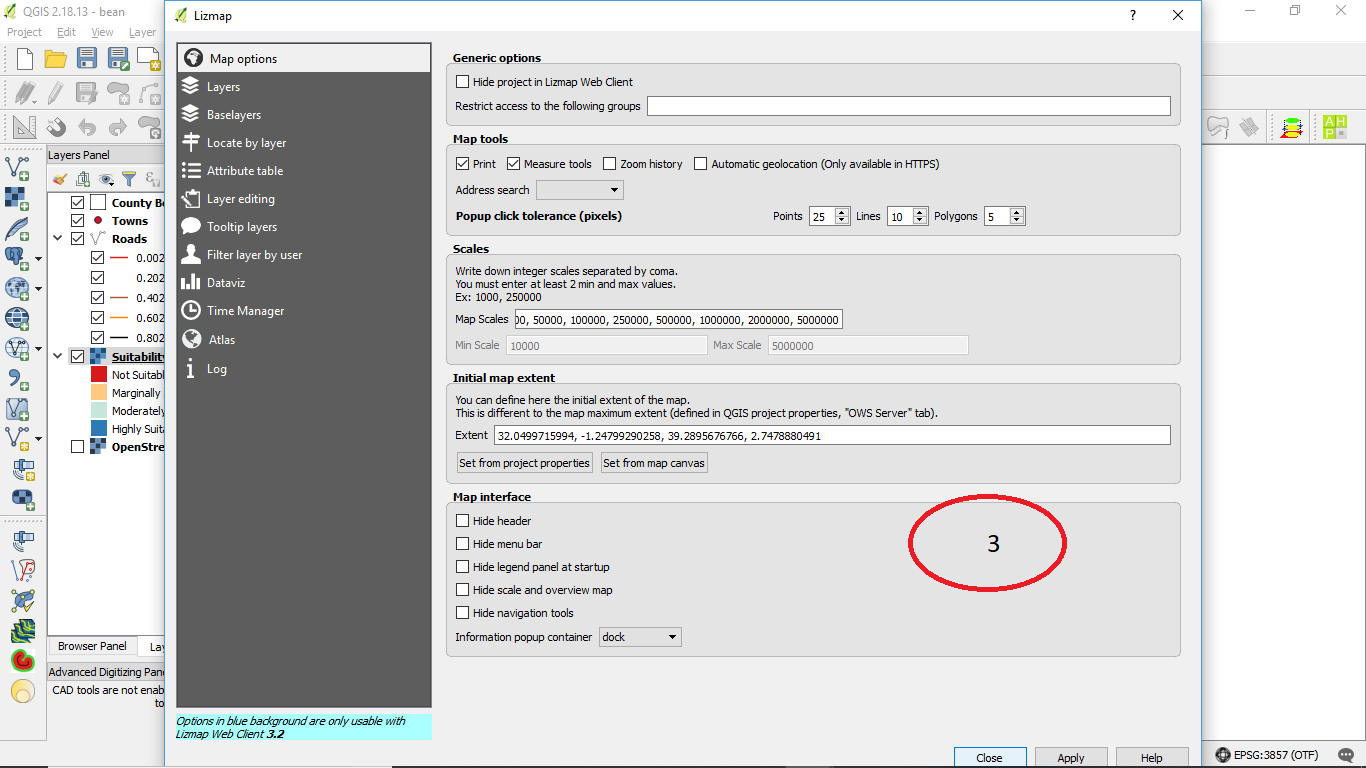 QGIS 2.18.13 - bean
Project Edit View Layer
Layers Panel
County Bo
Towns
Roads
0.002
0.202
0.402
0.602
0.802
Suitability
Not Suitabl
Marginally
Moderately
Highly Suita
OpenStre
Browser Panel
Lay
Advanced Digitizing Pane
CAD tools are not enab
to
Lizmap
?
Map options
Layers
Baselayers
Locate by layer
Attribute table
Layer editing
Tooltip layers
Filter layer by user
Dataviz
Time Manager
Atlas
Log
Options in blue background are only usable with
Lizmap Web Client 3.2
Generic options
Hide project in Lizmap Web Client
Restrict access to the following groups
Map tools
Print Measure tools Zoom history Automatic geolocation (Only available in HTTPS)
Address search
Popup click tolerance (pixels) Points 25 Lines 10 Polygons 5
Scales
Write down integer scales separated by coma.
You must enter at least 2 min and max values.
Ex: 1000, 250000
Map Scales 00, 50000, 100000, 250000, 500000, 1000000, 2000000, 5000000
Min Scale 10000 Max Scale 5000000
Initial map extent
You can define here the initial extent of the map.
This is different to the map maximum extent (defined in QGIS project properties, "OWS Server" tab).
Extent 32.0499715994, -1.24799290258, 39.2895676766, 2.7478880491
Set from project properties Set from map canvas
Map interface
Hide header
Hide menu bar
Hide legend panel at startup
Hide scale and overview map
Hide navigation tools
Information popup container dock
3
Close Apply Help
AH
P
EPSG:3857 (OTF)